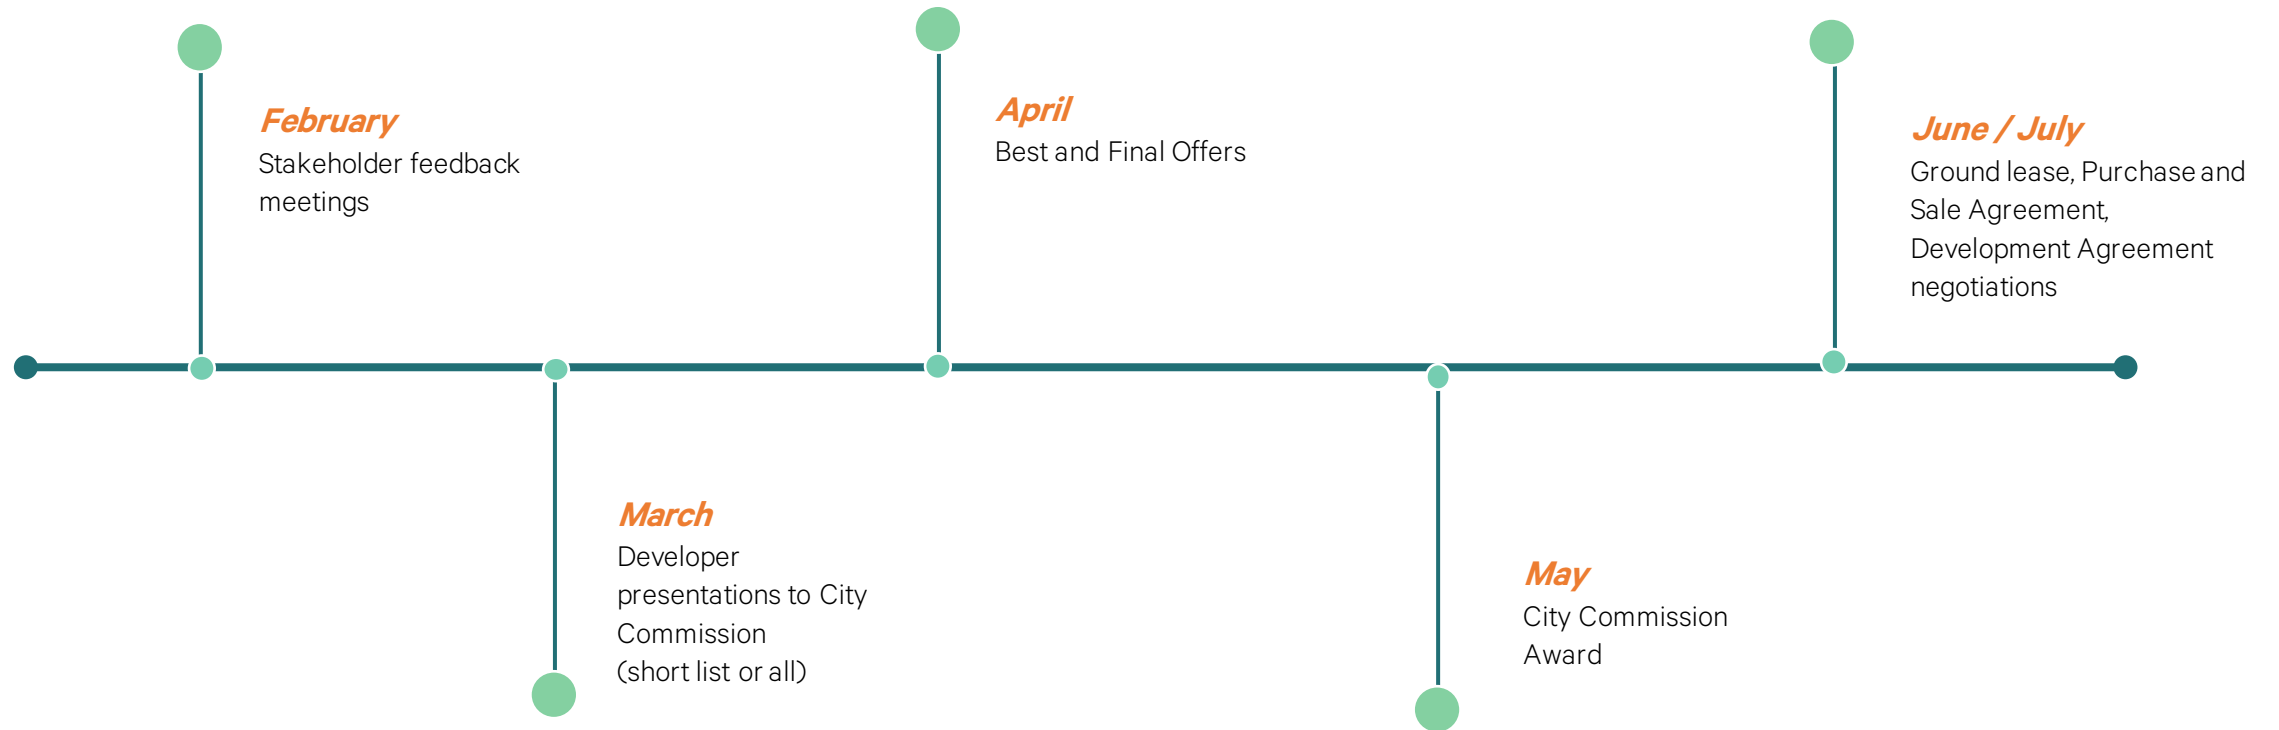 February
Stakeholder feedback
meetings
March
Developer
presentations to City
Commission
(short list or all)
April
Best and Final Offers
May
City Commission
Award
June / July
Ground lease, Purchase and
Sale Agreement,
Development Agreement
negotiations